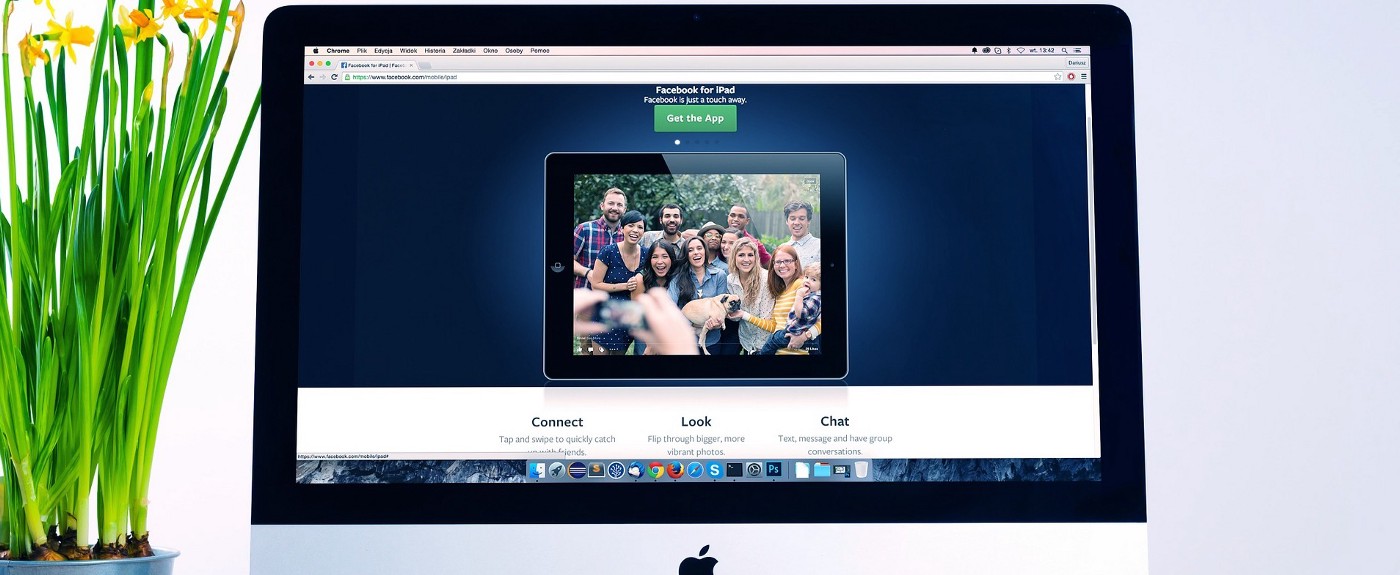 Chrome Plik Edycja Widok Historia Zakładki Okno Osoby Pomoc wt. 13:42
Facebook for iPad | Faceb
Dariusz
https://www.facebook.com/mobile/ipad
Facebook for iPad
Facebook is just a touch away.
Get the App
Connect Look Chat
Tap and swipe to quickly catch Flip through bigger, more Text, message and have group
up with friends. vibrant photos. conversations.
https://www.facebook.com/mobile/ipad#
Ps